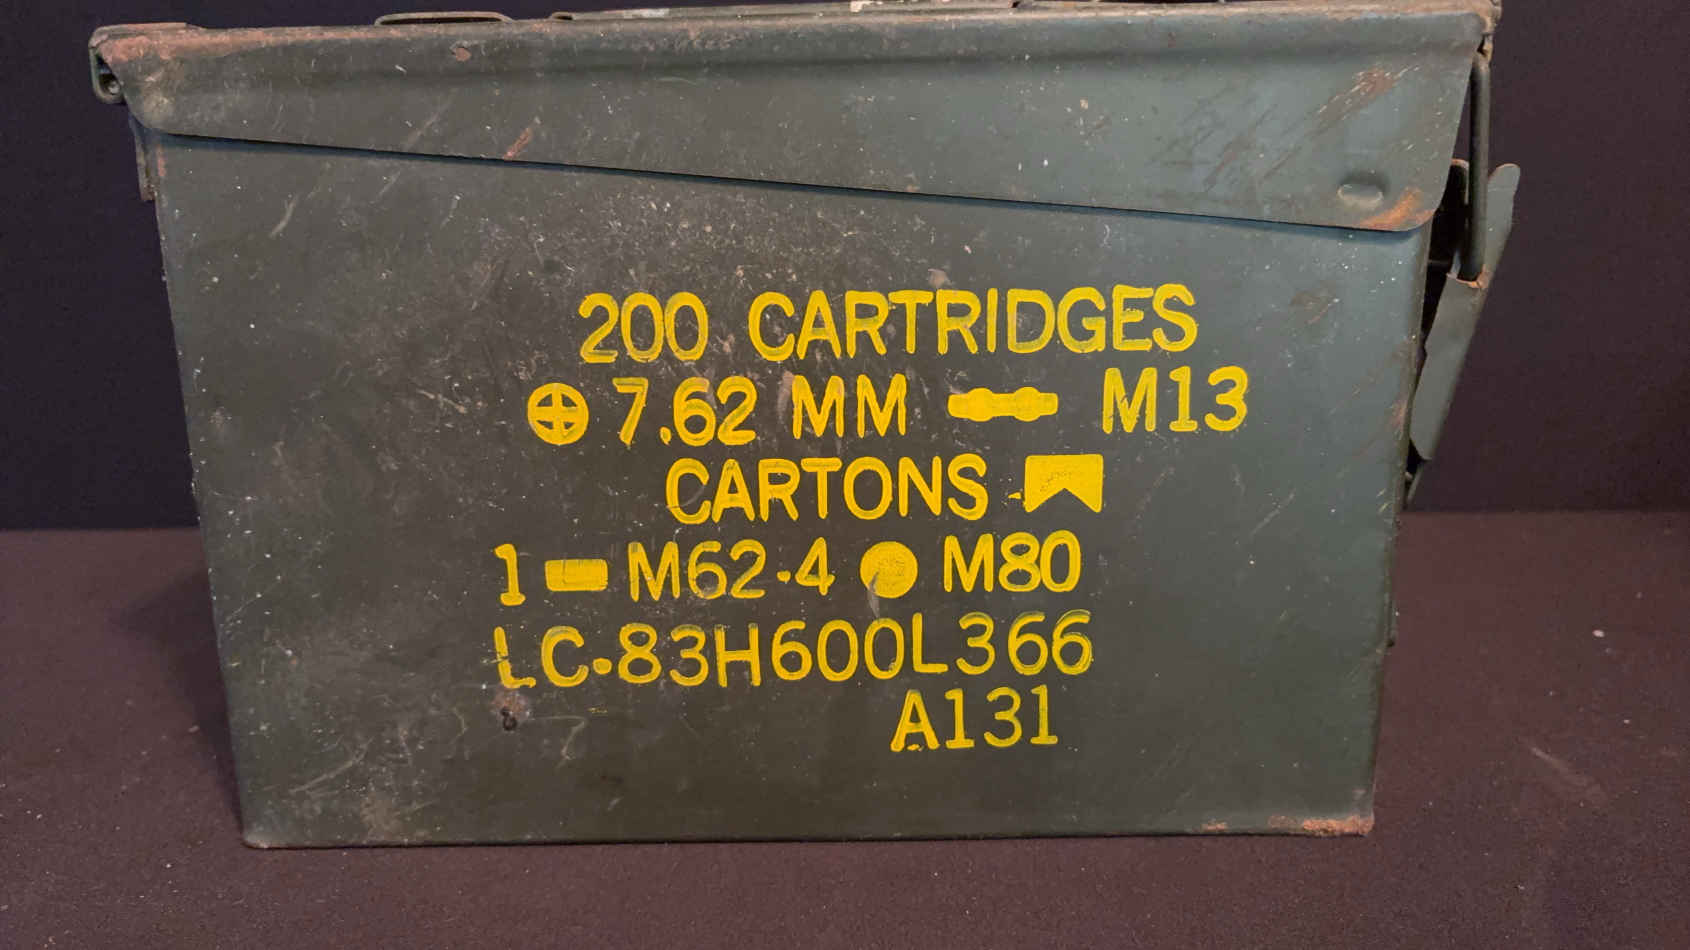 200 CARTRIDGES
7.62 MM M13
CARTONS
1 M62-4 M80
LC-83H600L366
A131